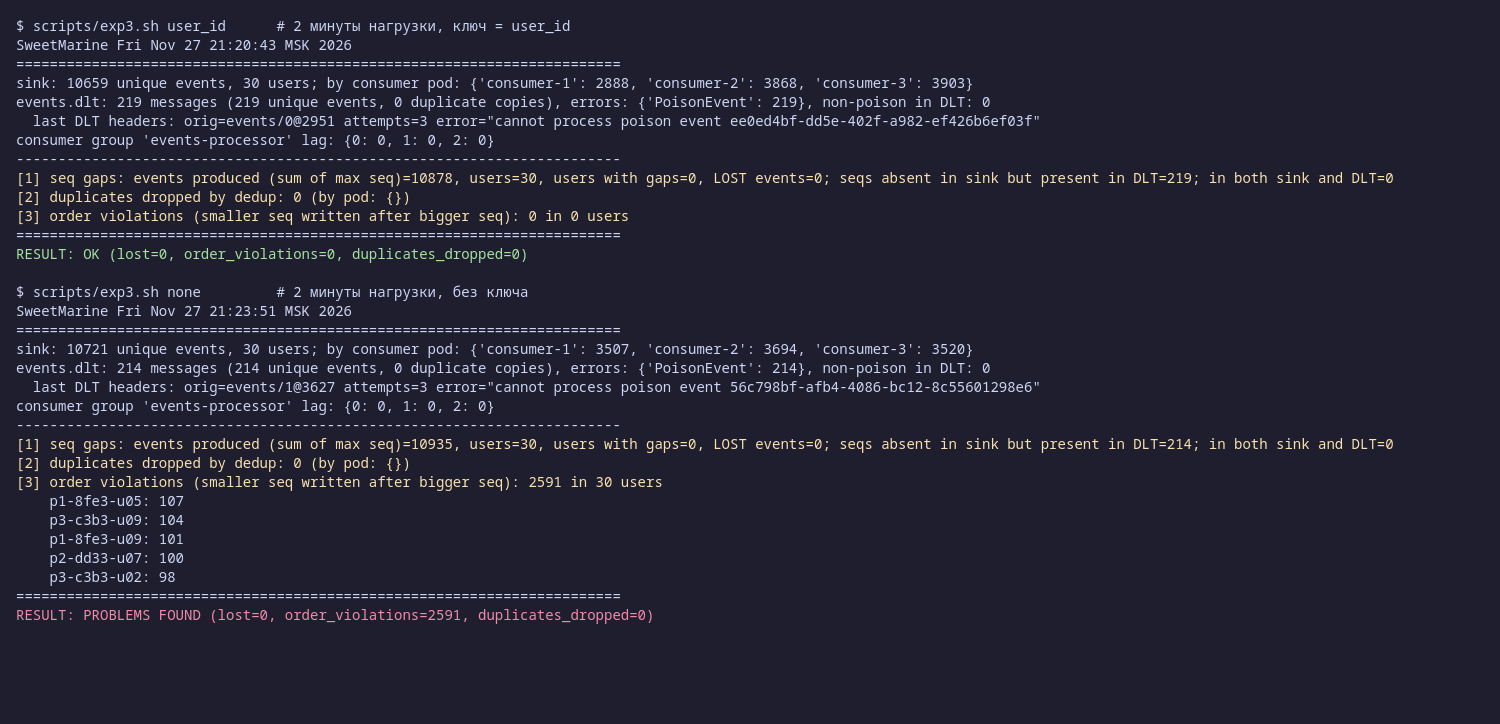 $ scripts/exp3.sh user_id      # 2 минуты нагрузки, ключ = user_id
SweetMarine Fri Nov 27 21:20:43 MSK 2026
========================================================================
sink: 10659 unique events, 30 users; by consumer pod: {'consumer-1': 2888, 'consumer-2': 3868, 'consumer-3': 3903}
events.dlt: 219 messages (219 unique events, 0 duplicate copies), errors: {'PoisonEvent': 219}, non-poison in DLT: 0
  last DLT headers: orig=events/0@2951 attempts=3 error="cannot process poison event ee0ed4bf-dd5e-402f-a982-ef426b6ef03f"
consumer group 'events-processor' lag: {0: 0, 1: 0, 2: 0}
------------------------------------------------------------------------
[1] seq gaps: events produced (sum of max seq)=10878, users=30, users with gaps=0, LOST events=0; seqs absent in sink but present in DLT=219; in both sink and DLT=0
[2] duplicates dropped by dedup: 0 (by pod: {})
[3] order violations (smaller seq written after bigger seq): 0 in 0 users
========================================================================
RESULT: OK (lost=0, order_violations=0, duplicates_dropped=0)

$ scripts/exp3.sh none         # 2 минуты нагрузки, без ключа
SweetMarine Fri Nov 27 21:23:51 MSK 2026
========================================================================
sink: 10721 unique events, 30 users; by consumer pod: {'consumer-1': 3507, 'consumer-2': 3694, 'consumer-3': 3520}
events.dlt: 214 messages (214 unique events, 0 duplicate copies), errors: {'PoisonEvent': 214}, non-poison in DLT: 0
  last DLT headers: orig=events/1@3627 attempts=3 error="cannot process poison event 56c798bf-afb4-4086-bc12-8c55601298e6"
consumer group 'events-processor' lag: {0: 0, 1: 0, 2: 0}
------------------------------------------------------------------------
[1] seq gaps: events produced (sum of max seq)=10935, users=30, users with gaps=0, LOST events=0; seqs absent in sink but present in DLT=214; in both sink and DLT=0
[2] duplicates dropped by dedup: 0 (by pod: {})
[3] order violations (smaller seq written after bigger seq): 2591 in 30 users
    p1-8fe3-u05: 107
    p3-c3b3-u09: 104
    p1-8fe3-u09: 101
    p2-dd33-u07: 100
    p3-c3b3-u02: 98
========================================================================
RESULT: PROBLEMS FOUND (lost=0, order_violations=2591, duplicates_dropped=0)